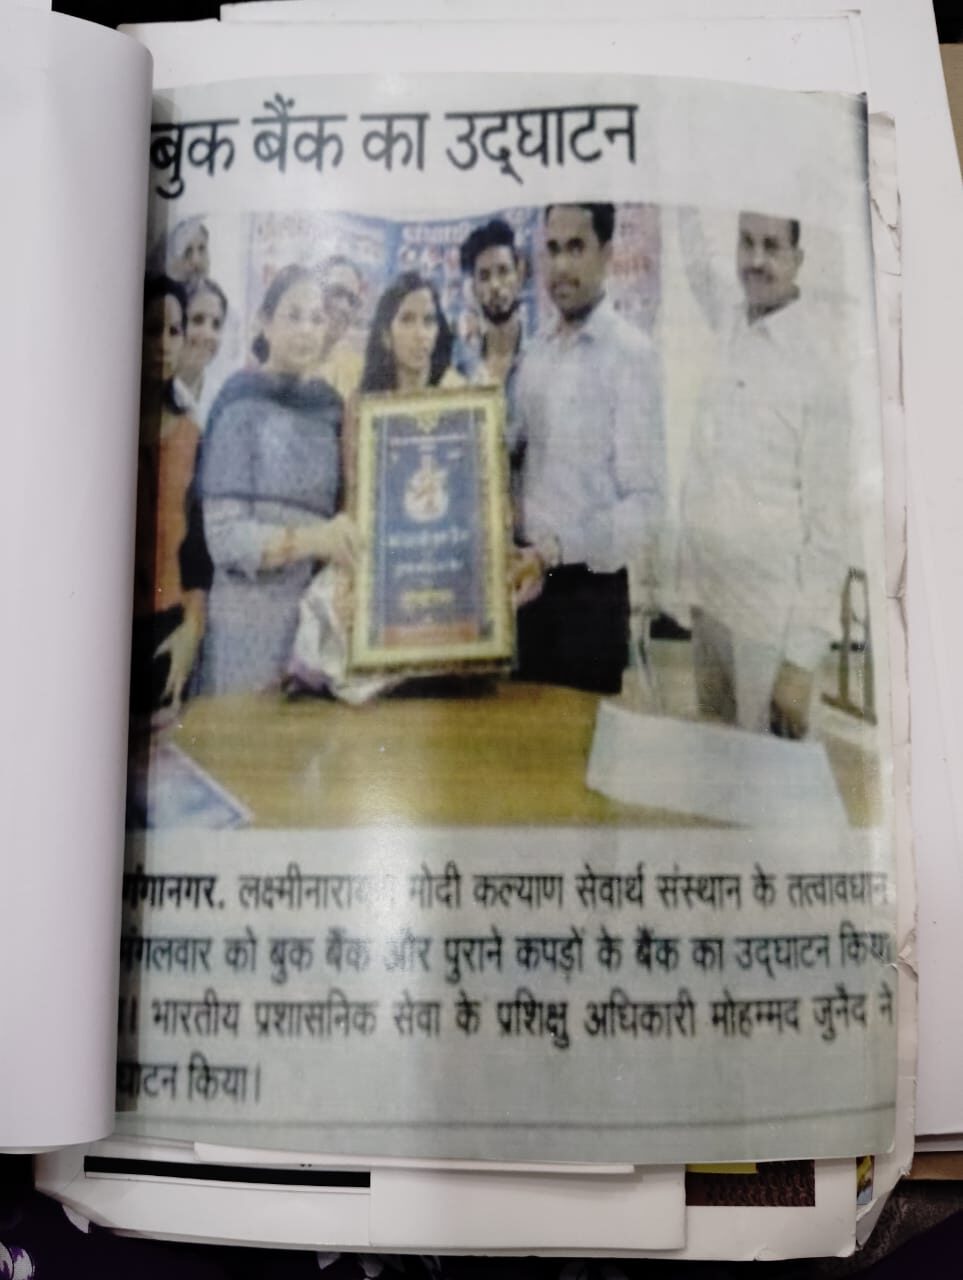 बुक बैंक का उद्घाटन
गंगानगर. लक्ष्मीनारायण मोदी कल्याण सेवार्थ संस्थान के तत्वावधान
मंगलवार को बुक बैंक और पुराने कपड़ों के बैंक का उद्घाटन किया
। भारतीय प्रशासनिक सेवा के प्रशिक्षु अधिकारी मोहम्मद जुनैद ने
घाटन किया।